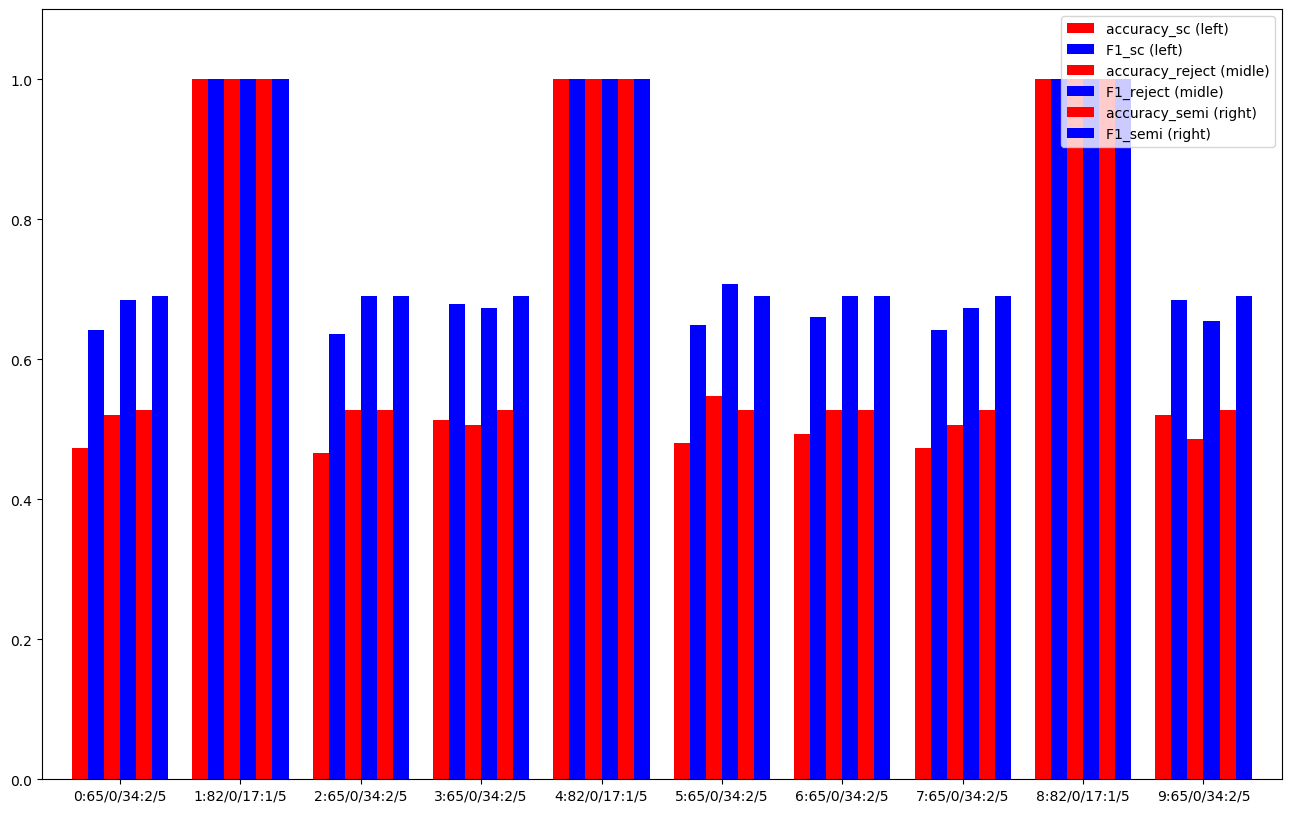 accuracy_sc (left)
F1_sc (left)
accuracy_reject (midle)
F1_reject (midle)
accuracy_semi (right)
F1_semi (right)
1.0
0.8
0.6
0.4
0.2
0.0
0:65/0/34:2/5 1:82/0/17:1/5 2:65/0/34:2/5 3:65/0/34:2/5 4:82/0/17:1/5 5:65/0/34:2/5 6:65/0/34:2/5 7:65/0/34:2/5 8:82/0/17:1/5 9:65/0/34:2/5